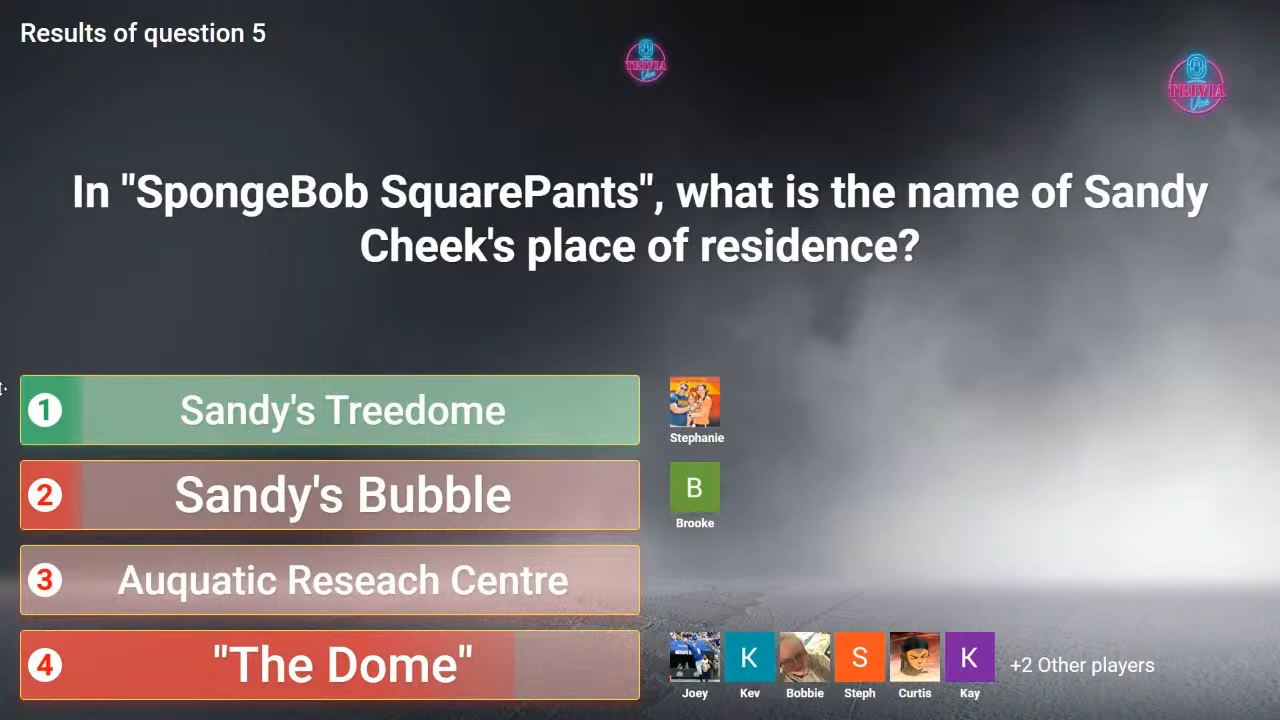 Results of question 5
TRIVIA
Vice
TRIVIA
Vice
In "SpongeBob SquarePants", what is the name of Sandy
Cheek's place of residence?
1 Sandy's Treedome
Stephanie
2 Sandy's Bubble
B
Brooke
3 Auquatic Reseach Centre
4 "The Dome"
K S K
+2 Other players
Joey Kev Bobbie Steph Curtis Kay